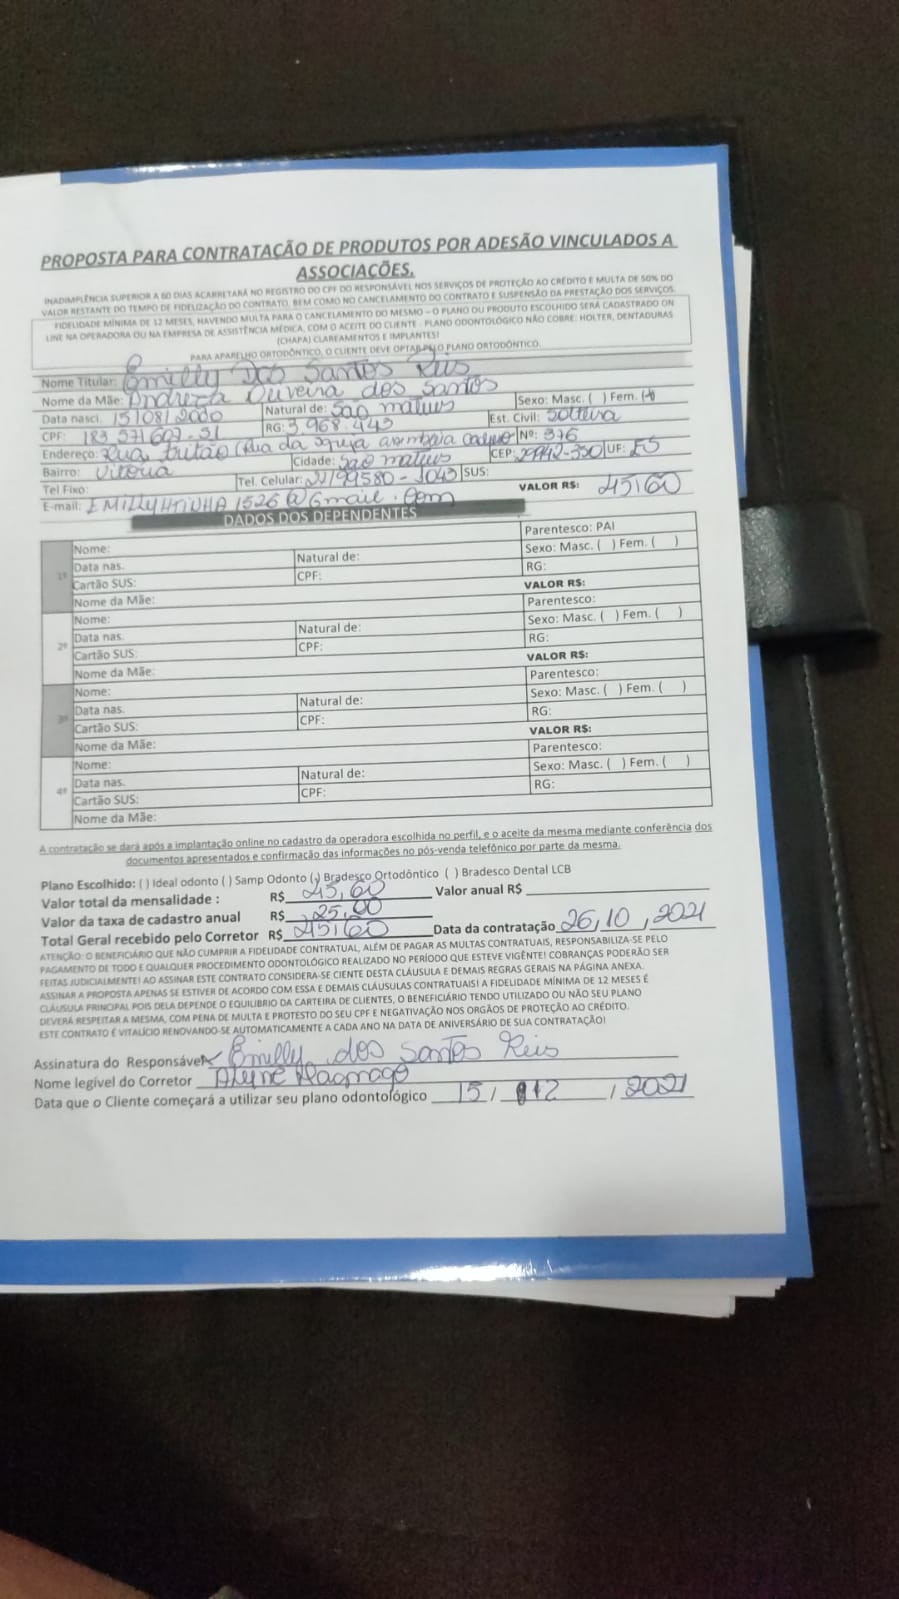 PROPOSTA PARA CONTRATAÇÃO DE PRODUTOS POR ADESÃO VINCULADOS A
ASSOCIAÇÕES.
INADIMPLÊNCIA SUPERIOR A 60 DIAS ACARRETARÁ NO REGISTRO DO CPF DO RESPONSÁVEL NOS SERVIÇOS DE PROTEÇÃO AO CRÉDITO E MULTA DE 50% DO
VALOR RESTANTE DO TEMPO DE FIDELIZAÇÃO DO CONTRATO, BEM COMO NO CANCELAMENTO DO CONTRATO E SUSPENSÃO DA PRESTAÇÃO DOS SERVIÇOS.
FIDELIDADE MÍNIMA DE 12 MESES, HAVENDO MULTA PARA O CANCELAMENTO DO MESMO – O PLANO OU PRODUTO ESCOLHIDO SERÁ CADASTRADO ON
LINE NA OPERADORA OU NA EMPRESA DE ASSISTÊNCIA MÉDICA, COM O ACEITE DO CLIENTE - PLANO ODONTOLÓGICO NÃO COBRE: HOLTER, DENTADURAS
(CHAPA) CLAREAMENTOS E IMPLANTES!
PARA APARELHO ORTODÔNTICO, O CLIENTE DEVE OPTAR PELO PLANO ORTODÔNTICO.
Nome Titular: Emilly Dos Santos Reis
Nome da Mãe: Andreza Oliveira dos Santos Sexo: Masc. ( ) Fem. (x)
Data nasci. 15/08/2000 Natural de: São mateus Est. Civil: Solteira
CPF: 183 571 607-51 RG: 3 968.443
Endereço: Rua tritão (Rua da igreja Nº: 376
Bairro: Vitória Cidade: São mateus CEP: 29942-350 UF: ES
Tel Fixo: Tel. Celular: SUS:
E-mail: EMILLYHTINHA1526@Gmail.Com VALOR R$: 45,60
DADOS DOS DEPENDENTES
1º Nome: Parentesco: PAI
Data nas. Natural de: Sexo: Masc. ( ) Fem. ( )
Cartão SUS: CPF: RG:
Nome da Mãe: VALOR R$:
2º Nome: Parentesco:
Data nas. Natural de: Sexo: Masc. ( ) Fem. ( )
Cartão SUS: CPF: RG:
Nome da Mãe: VALOR R$:
3º Nome: Parentesco:
Data nas. Natural de: Sexo: Masc. ( ) Fem. ( )
Cartão SUS: CPF: RG:
Nome da Mãe: VALOR R$:
4º Nome: Parentesco:
Data nas. Natural de: Sexo: Masc. ( ) Fem. ( )
Cartão SUS: CPF: RG:
Nome da Mãe:
A contratação se dará após a implantação online no cadastro da operadora escolhida no perfil, e o aceite da mesma mediante conferência dos
documentos apresentados e confirmação das informações no pós-venda telefônico por parte da mesma.
Plano Escolhido: ( ) Ideal odonto ( ) Samp Odonto (x) Bradesco Ortodôntico ( ) Bradesco Dental LCB
Valor total da mensalidade : R$ 45,60 Valor anual R$
Valor da taxa de cadastro anual R$ 25,00
Total Geral recebido pelo Corretor R$ 45,60 Data da contratação 26,10,2021
ATENÇÃO: O BENEFICIÁRIO QUE NÃO CUMPRIR A FIDELIDADE CONTRATUAL, ALÉM DE PAGAR AS MULTAS CONTRATUAIS, RESPONSABILIZA-SE PELO
PAGAMENTO DE TODO E QUALQUER PROCEDIMENTO ODONTOLÓGICO REALIZADO NO PERÍODO QUE ESTEVE VIGÊNTE! COBRANÇAS PODERÃO SER
FEITAS JUDICIALMENTE! AO ASSINAR ESTE CONTRATO CONSIDERA-SE CIENTE DESTA CLÁUSULA E DEMAIS REGRAS GERAIS NA PÁGINA ANEXA.
ASSINAR A PROPOSTA APENAS SE ESTIVER DE ACORDO COM ESSA E DEMAIS CLÁUSULAS CONTRATUAIS! A FIDELIDADE MÍNIMA DE 12 MESES É
CLÁUSULA PRINCIPAL POIS DELA DEPENDE O EQUILIBRIO DA CARTEIRA DE CLIENTES, O BENEFICIÁRIO TENDO UTILIZADO OU NÃO SEU PLANO
DEVERÁ RESPEITAR A MESMA, COM PENA DE MULTA E PROTESTO DO SEU CPF E NEGATIVAÇÃO NOS ORGÃOS DE PROTEÇÃO AO CRÉDITO.
ESTE CONTRATO É VITALÍCIO RENOVANDO-SE AUTOMATICAMENTE A CADA ANO NA DATA DE ANIVERSÁRIO DE SUA CONTRATAÇÃO!
Assinatura do Responsável Emilly dos Santos Reis
Nome legível do Corretor Alyne
Data que o Cliente começará a utilizar seu plano odontológico 15 / 12 / 2021